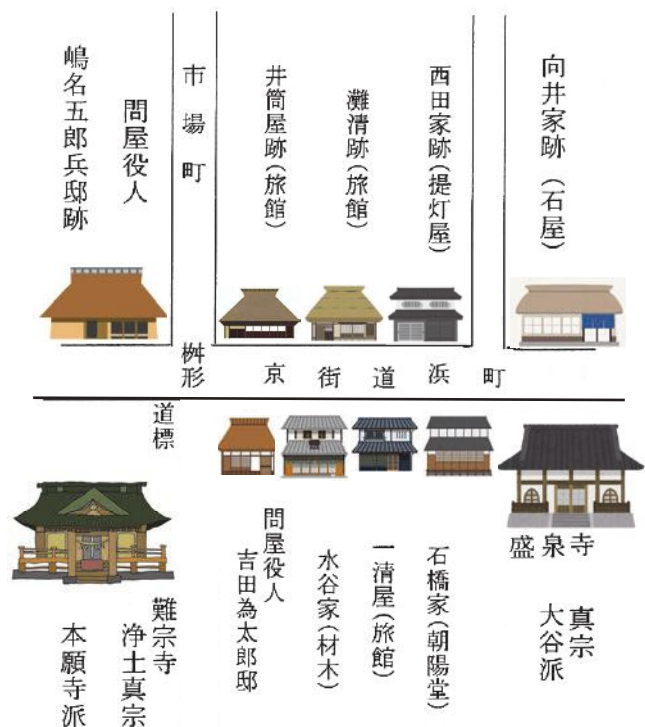 向井家跡（石屋）
西田家跡(提灯屋)
灘清跡(旅館)
井筒屋跡(旅館)
市場町
問屋役人
嶋名五郎兵邸跡
桝形
京街道浜町
道標
盛泉寺
真宗
大谷派
石橋家(朝陽堂)
一清屋(旅館)
水谷家(材木)
問屋役人
吉田為太郎邸
難宗寺
浄土真宗
本願寺派